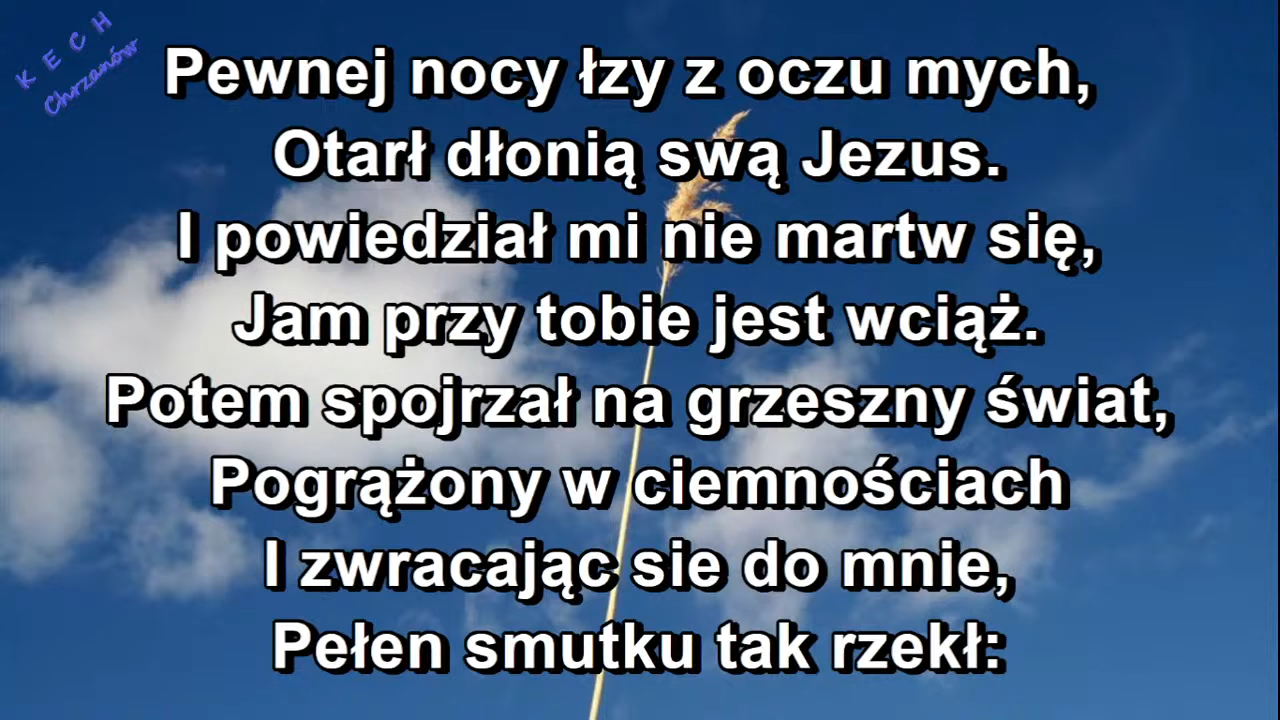 K E C H
Chrzanów
Pewnej nocy łzy z oczu mych,
Otarł dłonią swą Jezus.
I powiedział mi nie martw się,
Jam przy tobie jest wciąż.
Potem spojrzał na grzeszny świat,
Pogrążony w ciemnościach
I zwracając sie do mnie,
Pełen smutku tak rzekł: